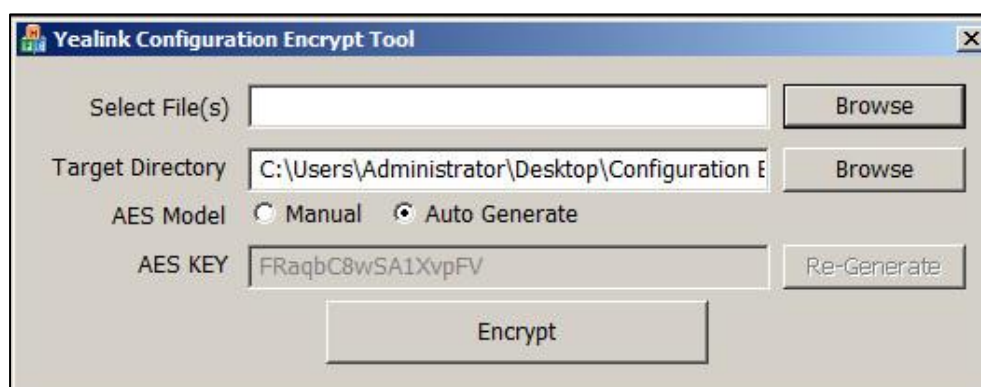 Yealink Configuration Encrypt Tool
Select File(s) Browse
Target Directory C:\Users\Administrator\Desktop\Configuration E Browse
AES Model Manual Auto Generate
AES KEY FRaqbC8wSA1XvpFV Re-Generate
Encrypt